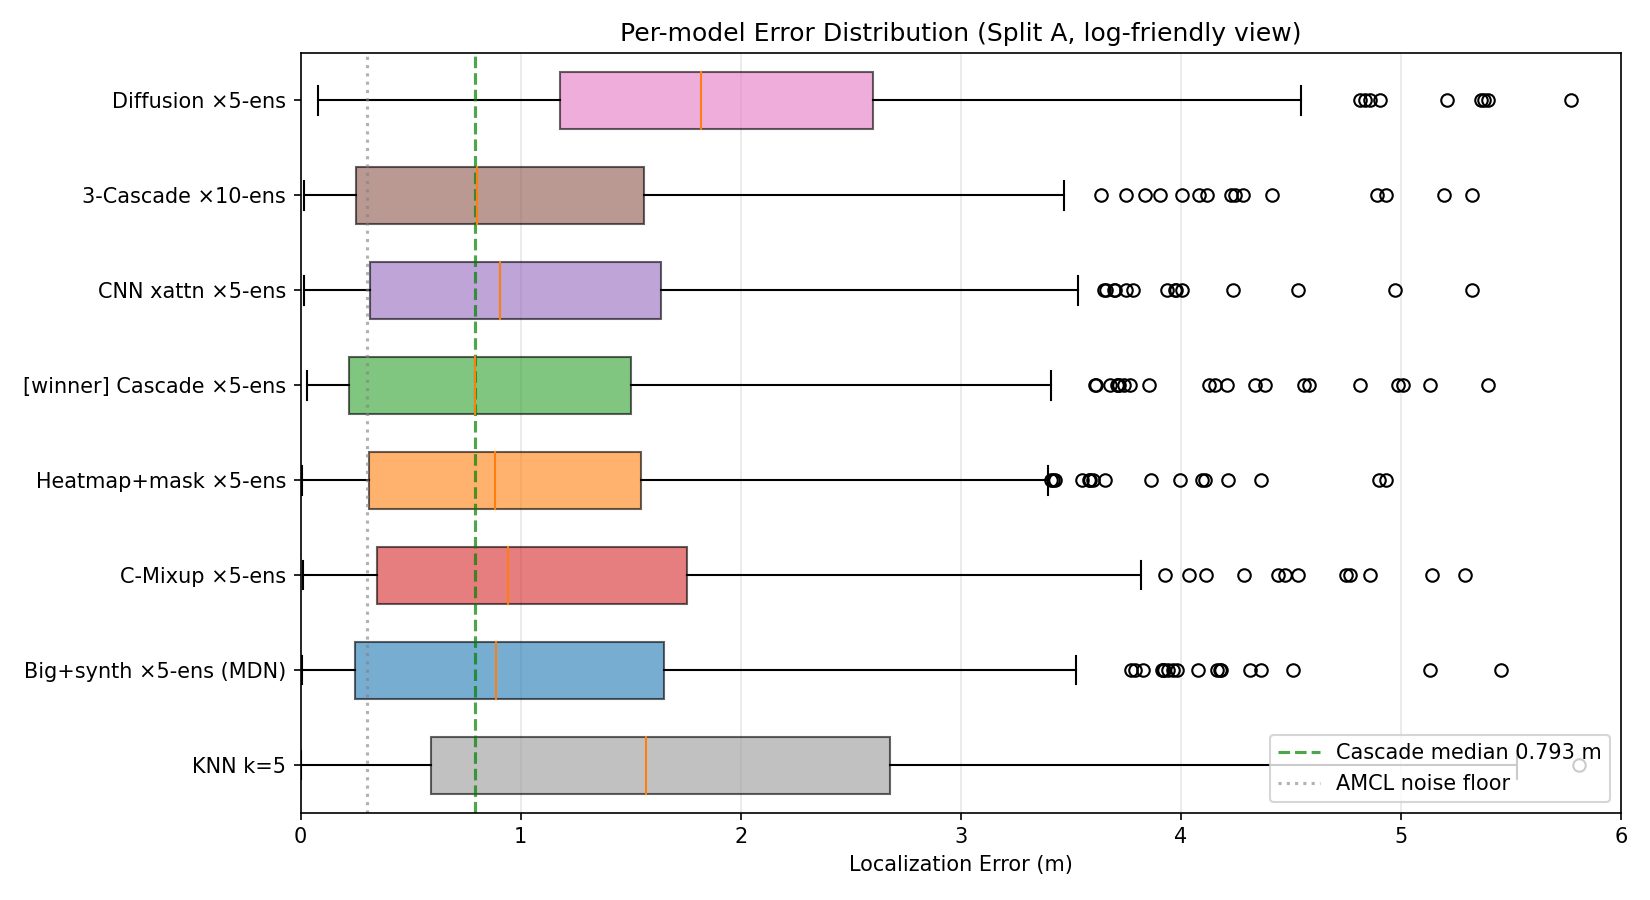 Per-model Error Distribution (Split A, log-friendly view)
Diffusion ×5-ens
3-Cascade ×10-ens
CNN xattn ×5-ens
[winner] Cascade ×5-ens
Heatmap+mask ×5-ens
C-Mixup ×5-ens
Big+synth ×5-ens (MDN)
KNN k=5
Cascade median 0.793 m
AMCL noise floor
0 1 2 3 4 5 6
Localization Error (m)